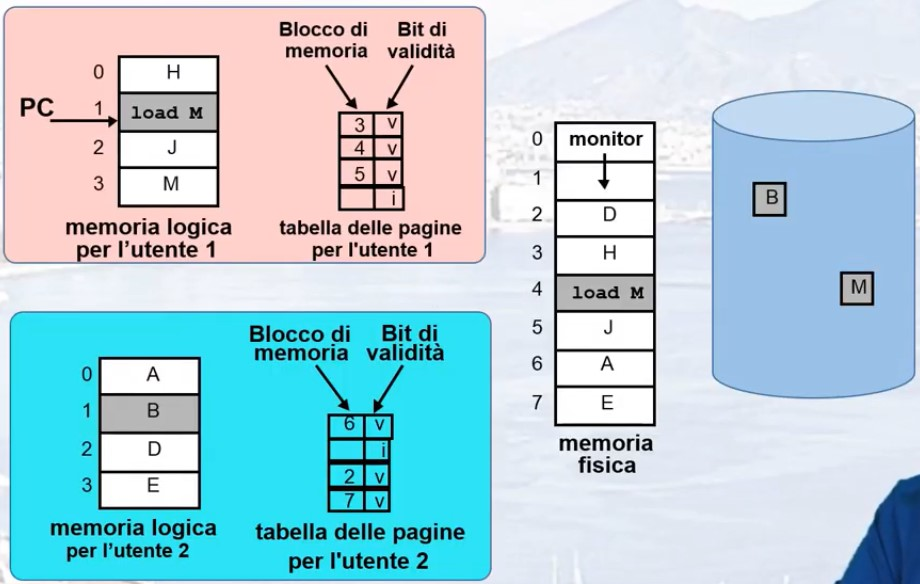 Blocco di
memoria
Bit di
validità
PC
0 H
1 load M
2 J
3 M
3 v
4 v
5 v
i
memoria logica
per l'utente 1
tabella delle pagine
per l'utente 1
Blocco di
memoria
Bit di
validità
0 A
1 B
2 D
3 E
6 v
i
2 v
7 v
memoria logica
per l'utente 2
tabella delle pagine
per l'utente 2
0 monitor
1
2 D
3 H
4 load M
5 J
6 A
7 E
memoria
fisica
B
M